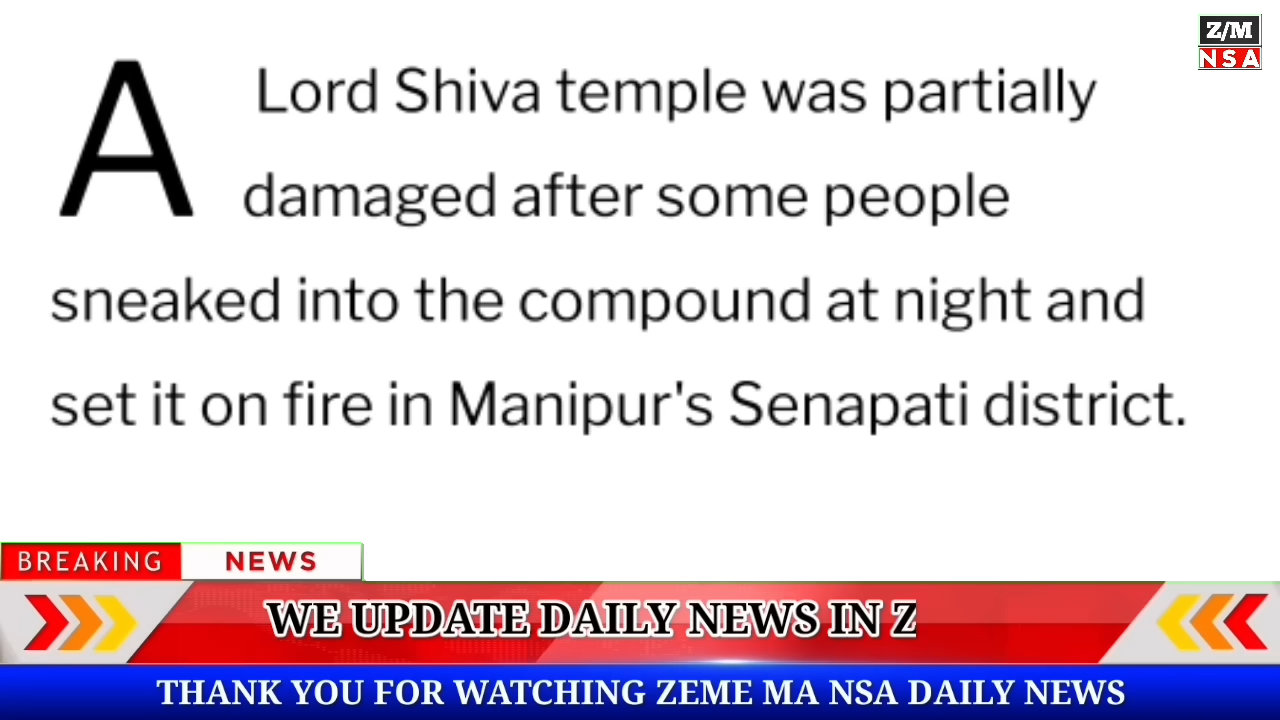 Z/M
NSA
A Lord Shiva temple was partially
damaged after some people
sneaked into the compound at night and
set it on fire in Manipur's Senapati district.
BREAKING NEWS
WE UPDATE DAILY NEWS IN Z
THANK YOU FOR WATCHING ZEME MA NSA DAILY NEWS